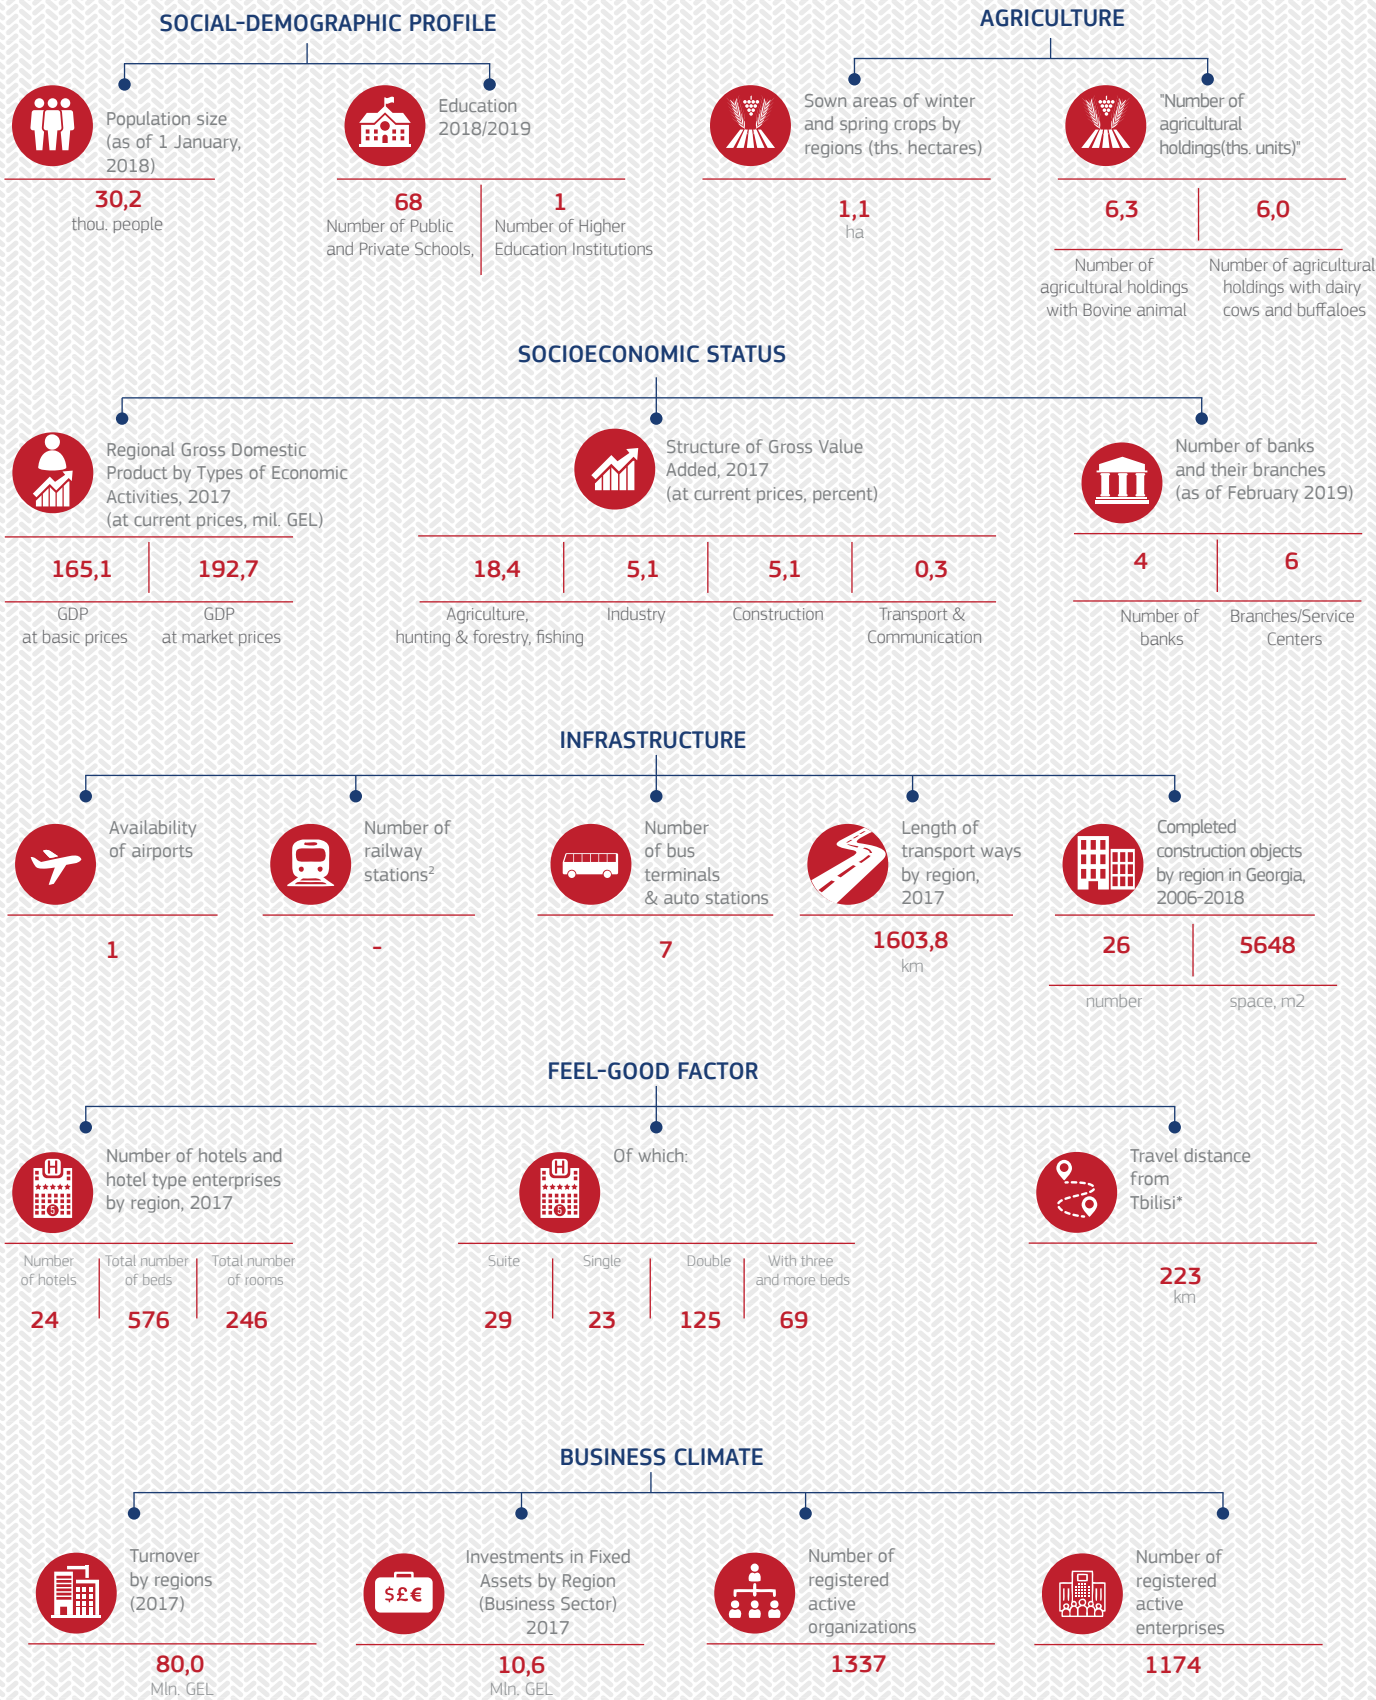 SOCIAL-DEMOGRAPHIC PROFILE
Population size
(as of 1 January,
2018)
30,2
thou. people
Education
2018/2019
68
Number of Public
and Private Schools,
1
Number of Higher
Education Institutions
AGRICULTURE
Sown areas of winter
and spring crops by
regions (ths. hectares)
1,1
ha
"Number of
agricultural
holdings(ths. units)"
6,3
Number of
agricultural holdings
with Bovine animal
6,0
Number of agricultural
holdings with dairy
cows and buffaloes
SOCIOECONOMIC STATUS
Regional Gross Domestic
Product by Types of Economic
Activities, 2017
(at current prices, mil. GEL)
165,1
GDP
at basic prices
192,7
GDP
at market prices
Structure of Gross Value
Added, 2017
(at current prices, percent)
18,4
Agriculture,
hunting & forestry, fishing
5,1
Industry
5,1
Construction
0,3
Transport &
Communication
Number of banks
and their branches
(as of February 2019)
4
Number of
banks
6
Branches/Service
Centers
INFRASTRUCTURE
Availability
of airports
1
Number of
railway
stations²
-
Number
of bus
terminals
& auto stations
7
Length of
transport ways
by region,
2017
1603,8
km
Completed
construction objects
by region in Georgia,
2006-2018
26
number
5648
space, m2
FEEL-GOOD FACTOR
H
5
Number of hotels and
hotel type enterprises
by region, 2017
Number
of hotels
24
Total number
of beds
576
Total number
of rooms
246
H
5
Of which:
Suite
29
Single
23
Double
125
With three
and more beds
69
Travel distance
from
Tbilisi*
223
km
BUSINESS CLIMATE
Turnover
by regions
(2017)
80,0
Mln. GEL
$£€
Investments in Fixed
Assets by Region
(Business Sector)
2017
10,6
Mln. GEL
Number of
registered
active
organizations
1337
Number of
registered
active
enterprises
1174